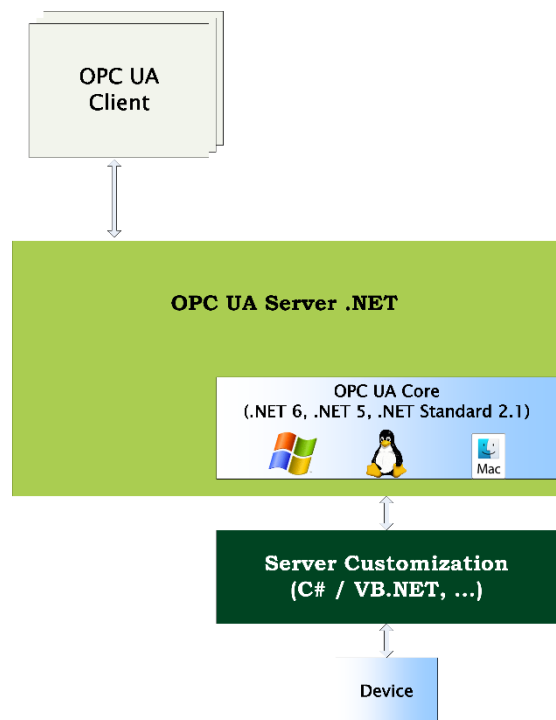 OPC UA
Client
OPC UA Server .NET
OPC UA Core
(.NET 6, .NET 5, .NET Standard 2.1)
Mac
Server Customization
(C# / VB.NET, ...)
Device